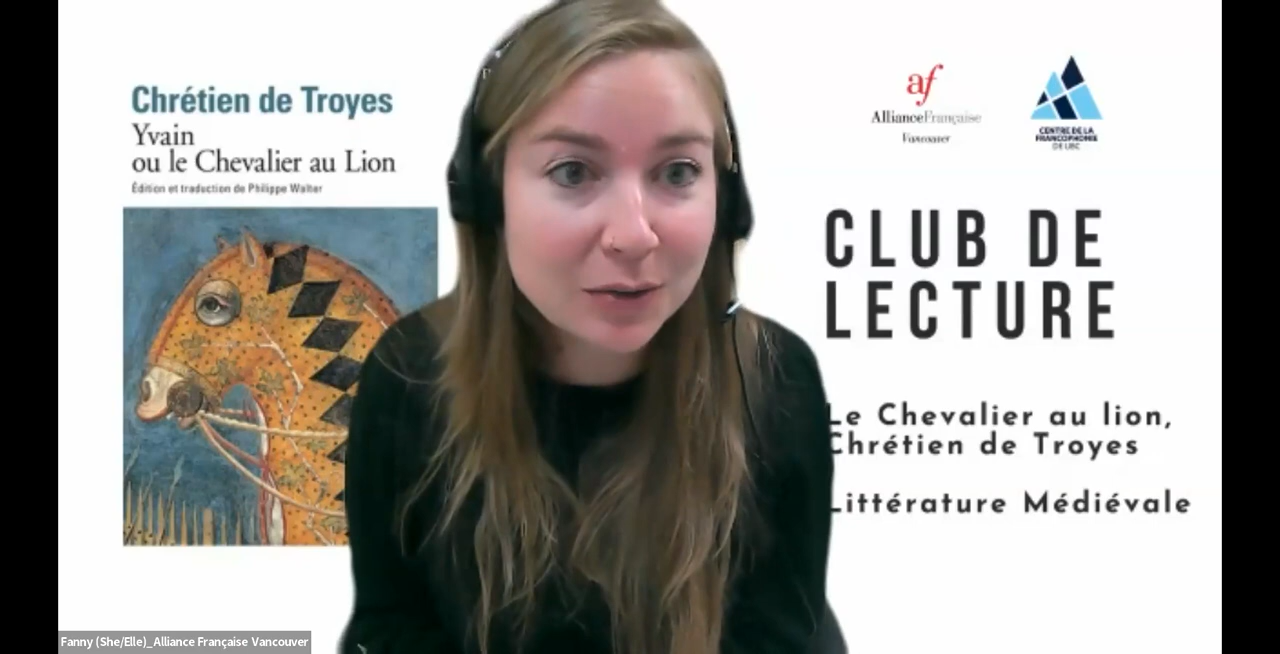 Chrétien de Troyes
Yvain
ou le Chevalier au Lion
Édition et traduction de Philippe Walter
af
AllianceFrançaise
Vancouver
CENTRE DE LA
FRANCOPHONIE
DE UBC
CLUB DE
LECTURE
Le Chevalier au lion,
Chrétien de Troyes
Littérature Médiévale
Fanny (She/Elle)_Alliance Française Vancouver